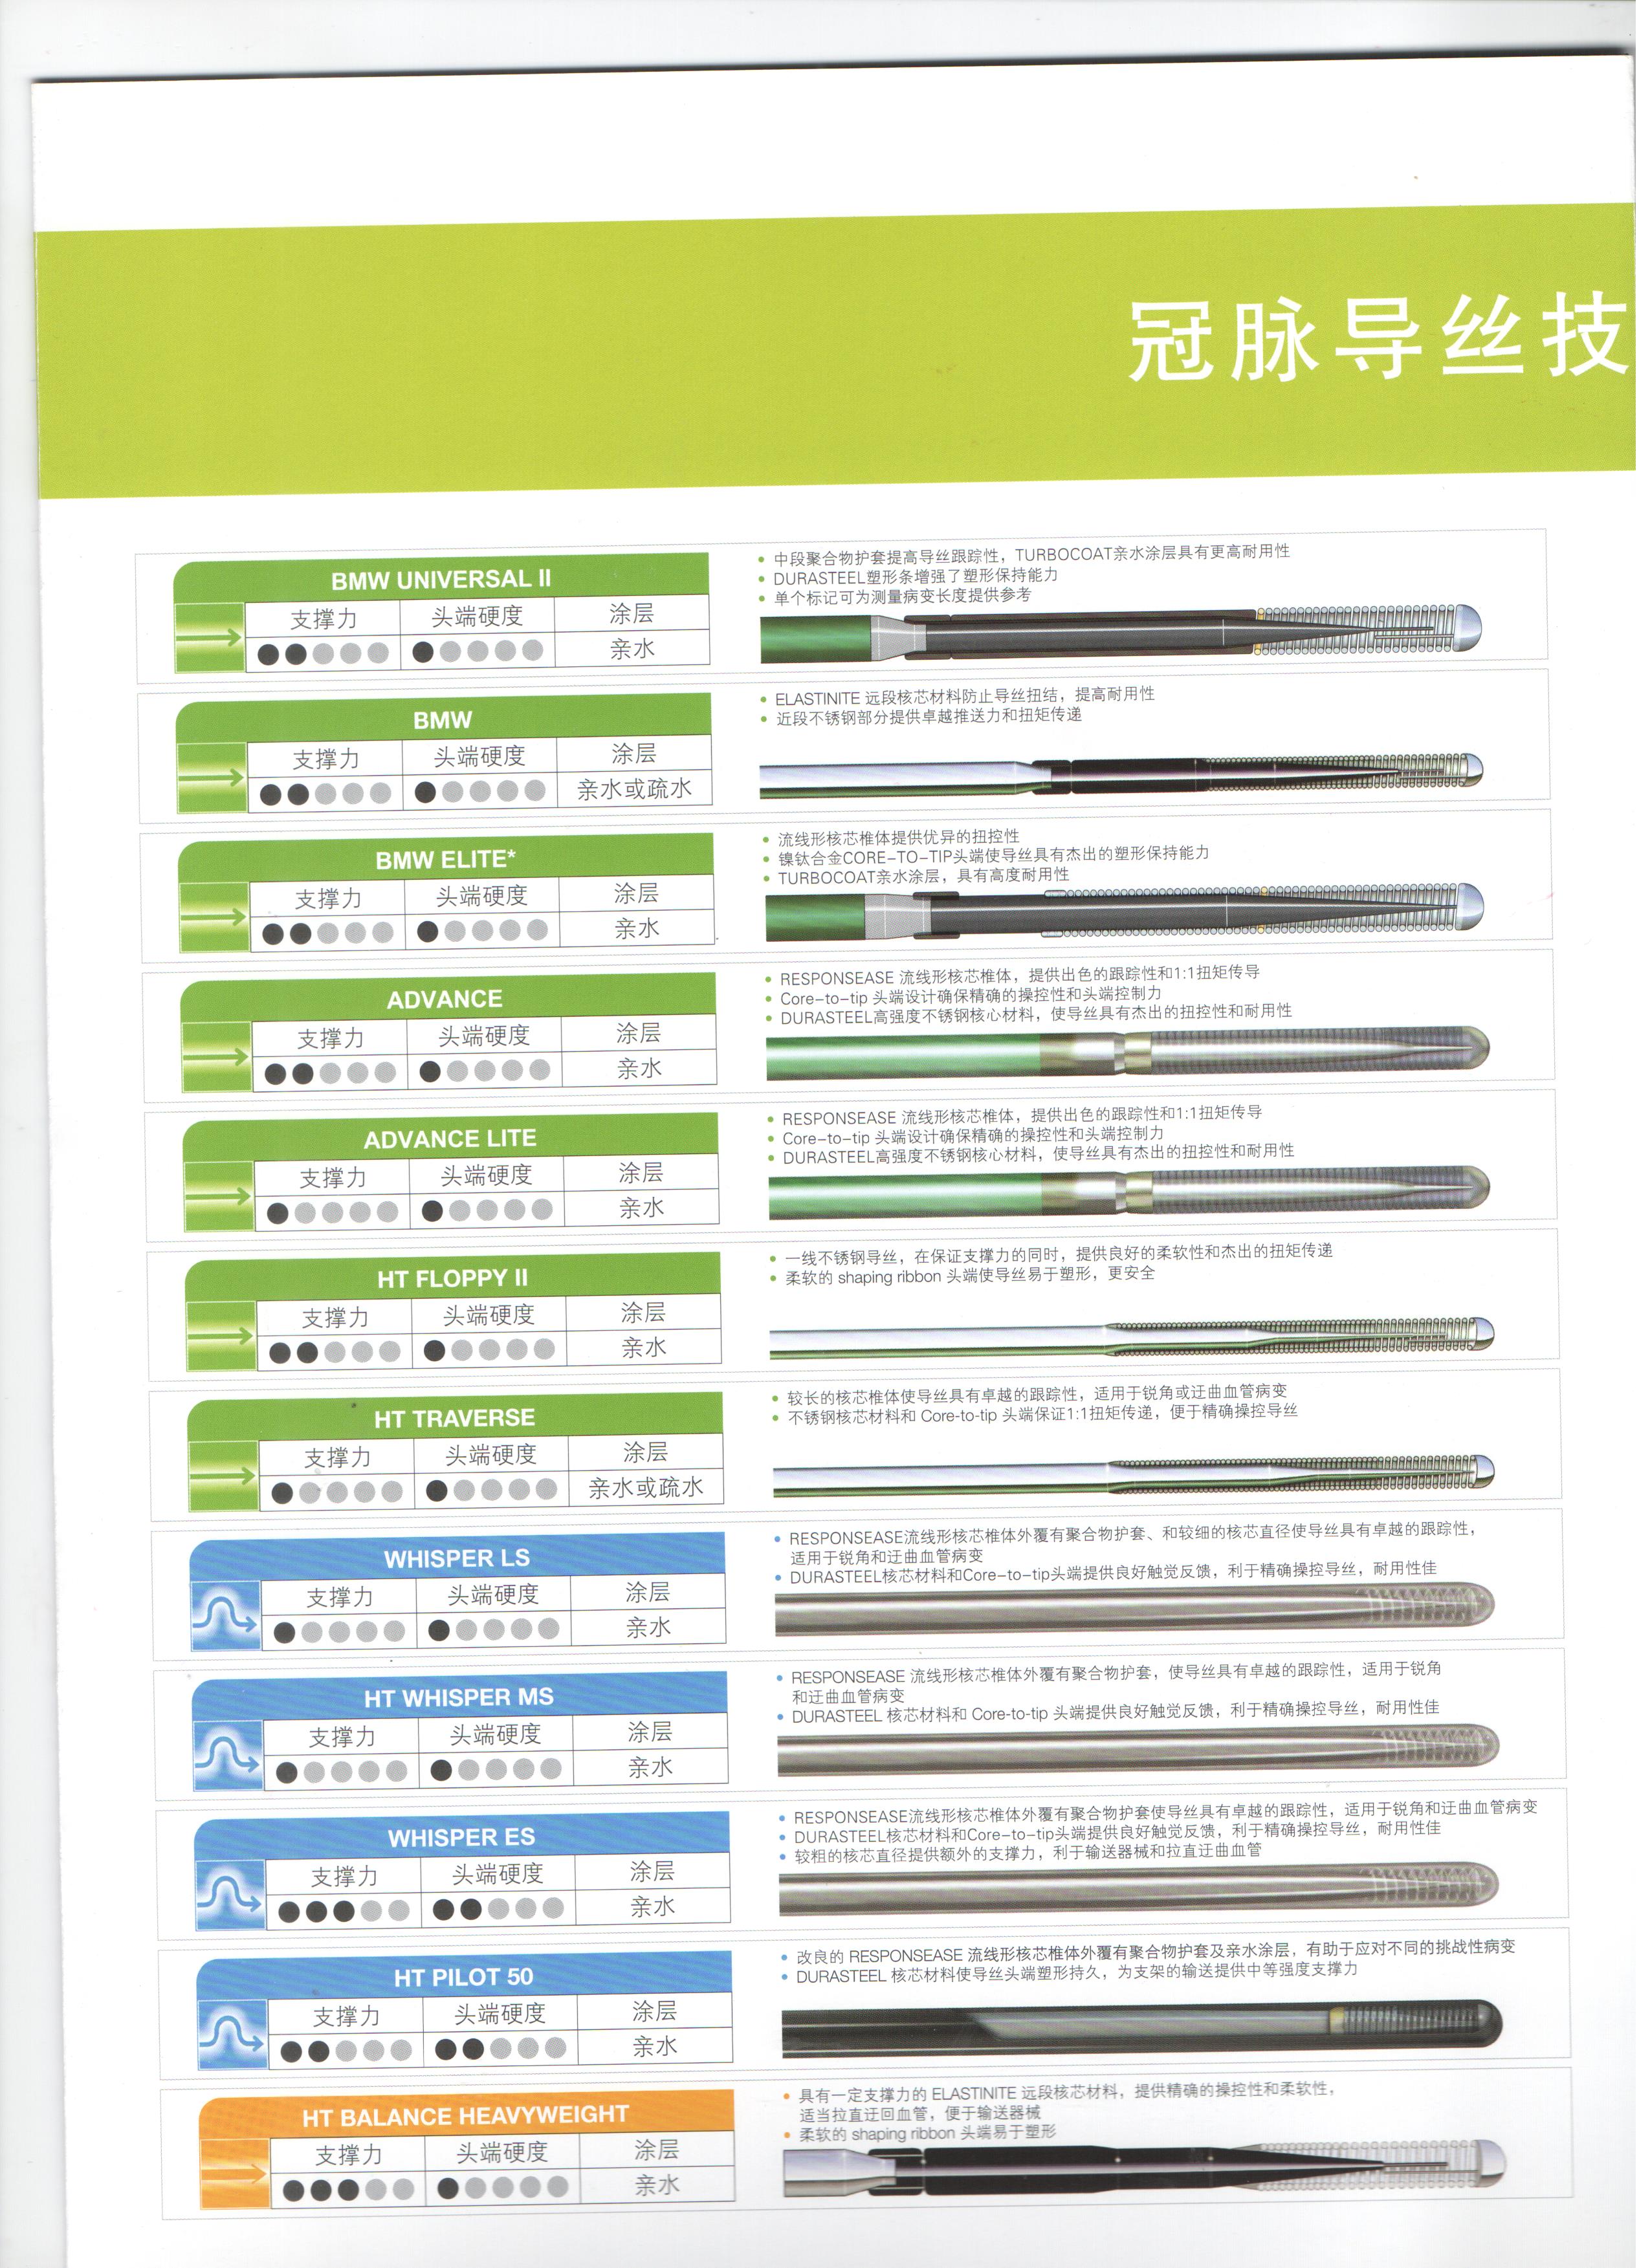 冠脉导丝技
BMW UNIVERSAL II
支撑力 头端硬度 涂层
亲水
• 中段聚合物护套提高导丝跟踪性，TURBOCOAT亲水涂层具有更高耐用性
• DURASTEEL塑形条增强了塑形保持能力
• 单个标记可为测量病变长度提供参考
BMW
支撑力 头端硬度 涂层
亲水或疏水
• ELASTINITE 远段核芯材料防止导丝扭结，提高耐用性
• 近段不锈钢部分提供卓越推送力和扭矩传递
BMW ELITE*
支撑力 头端硬度 涂层
亲水
• 流线形核芯椎体提供优异的扭控性
• 镍钛合金CORE-TO-TIP头端使导丝具有杰出的塑形保持能力
• TURBOCOAT亲水涂层，具有高度耐用性
ADVANCE
支撑力 头端硬度 涂层
亲水
• RESPONSEASE 流线形核芯椎体，提供出色的跟踪性和1:1扭矩传导
• Core-to-tip 头端设计确保精确的操控性和头端控制力
• DURASTEEL高强度不锈钢核心材料，使导丝具有杰出的扭控性和耐用性
ADVANCE LITE
支撑力 头端硬度 涂层
亲水
• RESPONSEASE 流线形核芯椎体，提供出色的跟踪性和1:1扭矩传导
• Core-to-tip 头端设计确保精确的操控性和头端控制力
• DURASTEEL高强度不锈钢核心材料，使导丝具有杰出的扭控性和耐用性
HT FLOPPY II
支撑力 头端硬度 涂层
亲水
• 一线不锈钢导丝，在保证支撑力的同时，提供良好的柔软性和杰出的扭矩传递
• 柔软的 shaping ribbon 头端使导丝易于塑形，更安全
HT TRAVERSE
支撑力 头端硬度 涂层
亲水或疏水
• 较长的核芯椎体使导丝具有卓越的跟踪性，适用于锐角或迂曲血管病变
• 不锈钢核芯材料和 Core-to-tip 头端保证1:1扭矩传递，便于精确操控导丝
WHISPER LS
支撑力 头端硬度 涂层
亲水
• RESPONSEASE流线形核芯椎体外覆有聚合物护套、和较细的核芯直径使导丝具有卓越的跟踪性，
适用于锐角和迂曲血管病变
• DURASTEEL核芯材料和Core-to-tip头端提供良好触觉反馈，利于精确操控导丝，耐用性佳
HT WHISPER MS
支撑力 头端硬度 涂层
亲水
• RESPONSEASE 流线形核芯椎体外覆有聚合物护套，使导丝具有卓越的跟踪性，适用于锐角
和迂曲血管病变
• DURASTEEL 核芯材料和 Core-to-tip 头端提供良好触觉反馈，利于精确操控导丝，耐用性佳
WHISPER ES
支撑力 头端硬度 涂层
亲水
• RESPONSEASE流线形核芯椎体外覆有聚合物护套使导丝具有卓越的跟踪性，适用于锐角和迂曲血管病变
• DURASTEEL核芯材料和Core-to-tip头端提供良好触觉反馈，利于精确操控导丝，耐用性佳
• 较粗的核芯直径提供额外的支撑力，利于输送器械和拉直迂曲血管
HT PILOT 50
支撑力 头端硬度 涂层
亲水
• 改良的 RESPONSEASE 流线形核芯椎体外覆有聚合物护套及亲水涂层，有助于应对不同的挑战性病变
• DURASTEEL 核芯材料使导丝头端塑形持久，为支架的输送提供中等强度支撑力
HT BALANCE HEAVYWEIGHT
支撑力 头端硬度 涂层
亲水
• 具有一定支撑力的 ELASTINITE 远段核芯材料，提供精确的操控性和柔软性，
适当拉直迂回血管，便于输送器械
• 柔软的 shaping ribbon 头端易于塑形